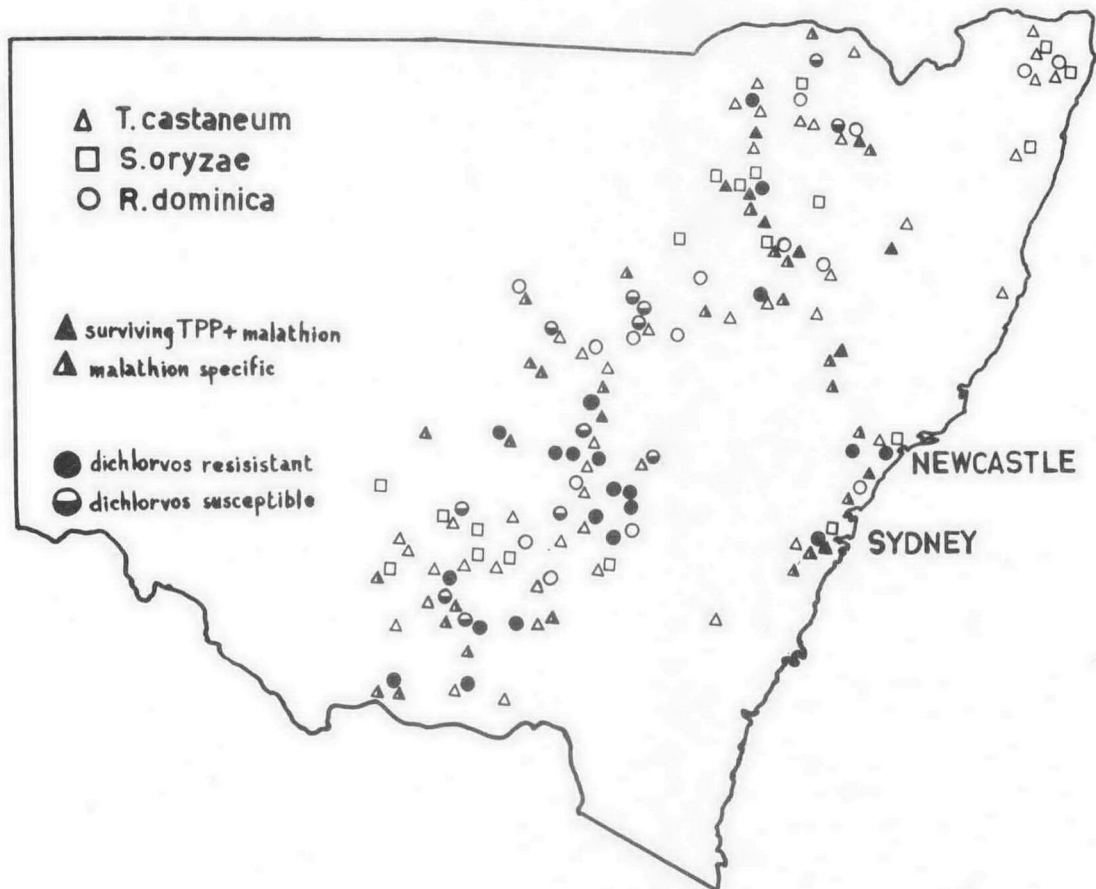 T. castaneum
S. oryzae
R. dominica
surviving TPP + malathion
malathion specific
dichlorvos resisistant
dichlorvos susceptible
NEWCASTLE
SYDNEY